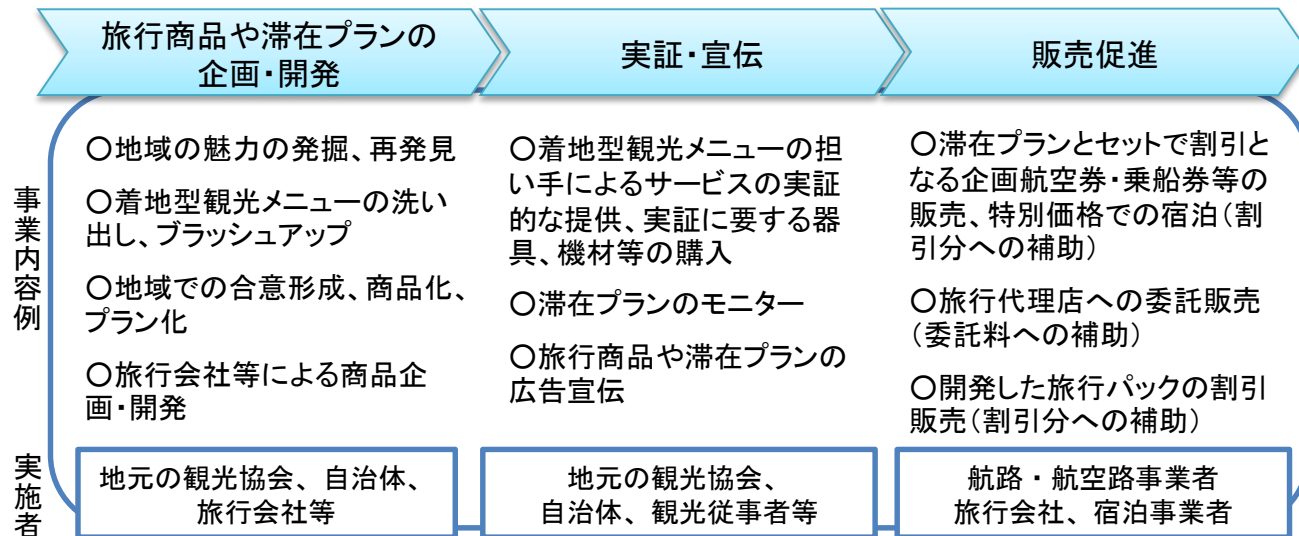 旅行商品や滞在プランの
企画・開発
実証・宣伝
販売促進
事業内容例
○地域の魅力の発掘、再発見
○着地型観光メニューの洗い
出し、ブラッシュアップ
○地域での合意形成、商品化、
プラン化
○旅行会社等による商品企
画・開発
○着地型観光メニューの担
い手によるサービスの実証
的な提供、実証に要する器
具、機材等の購入
○滞在プランのモニター
○旅行商品や滞在プランの
広告宣伝
○滞在プランとセットで割引と
なる企画航空券・乗船券等の
販売、特別価格での宿泊(割
引分への補助)
○旅行代理店への委託販売
(委託料への補助)
○開発した旅行パックの割引
販売(割引分への補助)
実施者
地元の観光協会、自治体、
旅行会社等
地元の観光協会、
自治体、観光従事者等
航路・航空路事業者
旅行会社、宿泊事業者